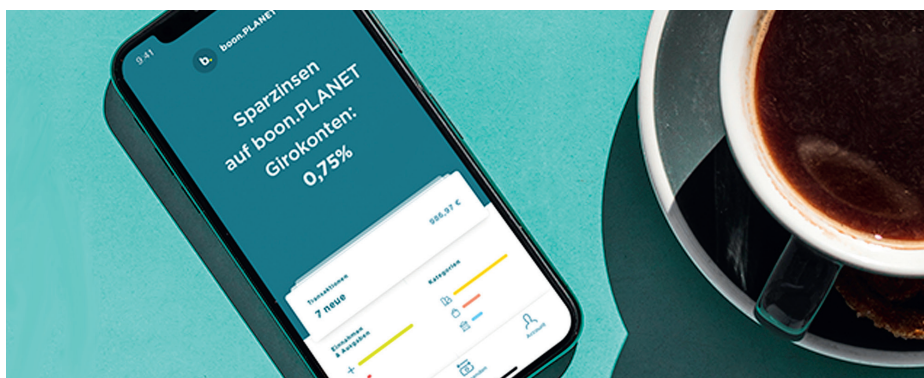 9:41
b. boon.PLANET
Sparzinsen
auf boon.PLANET
Girokonten:
0,75%
986,97 €
Transaktionen
7 neue
Kategorien
Einnahmen
& Ausgaben
Account